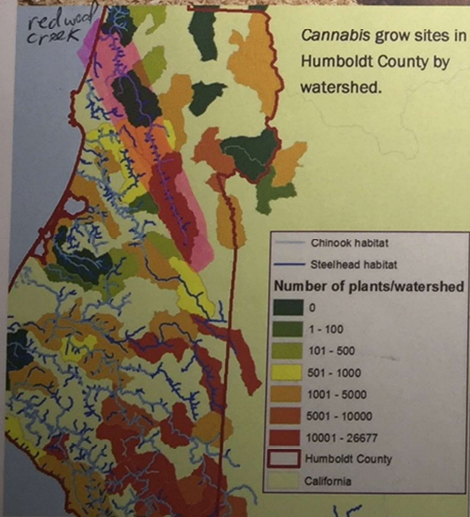 redwood
creek
Cannabis grow sites in
Humboldt County by
watershed.
Chinook habitat
Steelhead habitat
Number of plants/watershed
0
1 - 100
101 - 500
501 - 1000
1001 - 5000
5001 - 10000
10001 - 26677
Humboldt County
California